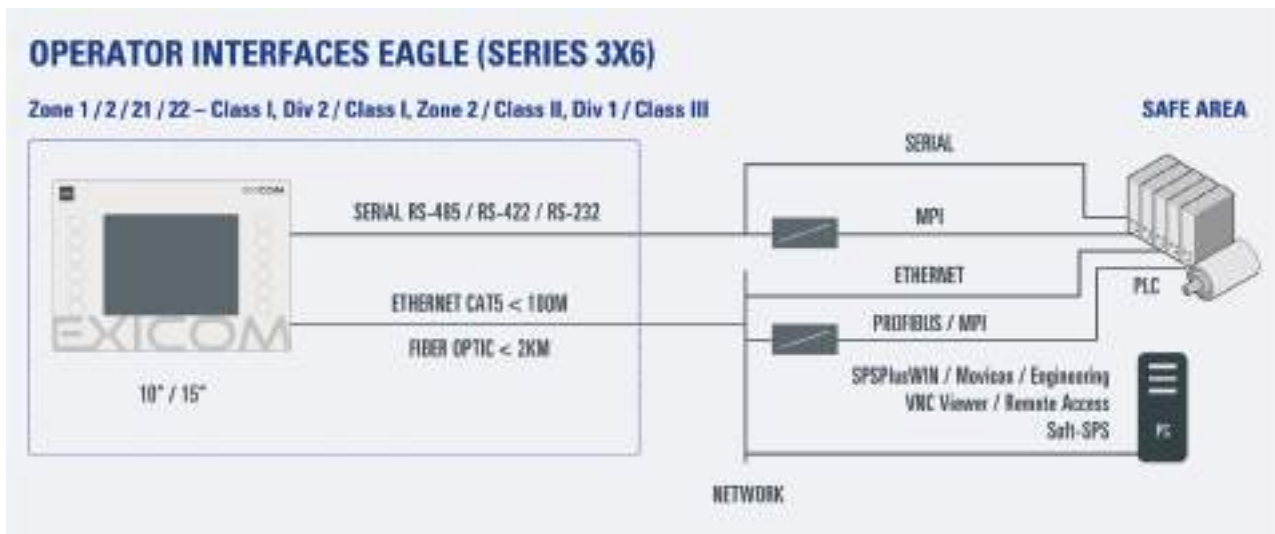 OPERATOR INTERFACES EAGLE (SERIES 3X6)
Zone 1 / 2 / 21 / 22 – Class I, Div 2 / Class I, Zone 2 / Class II, Div 1 / Class III
SAFE AREA
SERIAL
SERIAL RS-485 / RS-422 / RS-232
MPI
ETHERNET
PLC
ETHERNET CAT5 < 100M
PROFIBUS / MPI
EXICOM
FIBER OPTIC < 2KM
10" / 15"
SPSPlusWIN / Movicon / Engineering
VNC Viewer / Remote Access
Soft-SPS
PC
NETWORK